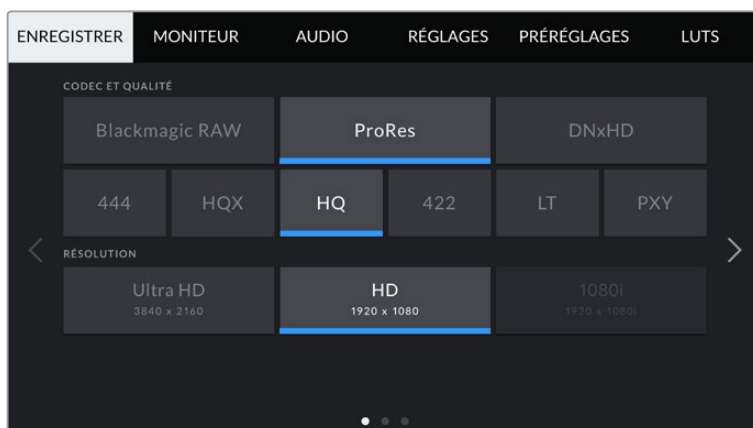 ENREGISTRER MONITEUR AUDIO RÉGLAGES PRÉRÉGLAGES LUTS
CODEC ET QUALITÉ
Blackmagic RAW ProRes DNxHD
444 HQX HQ 422 LT PXY
RÉSOLUTION
Ultra HD HD 1080i
3840 x 2160 1920 x 1080 1920 x 1080i